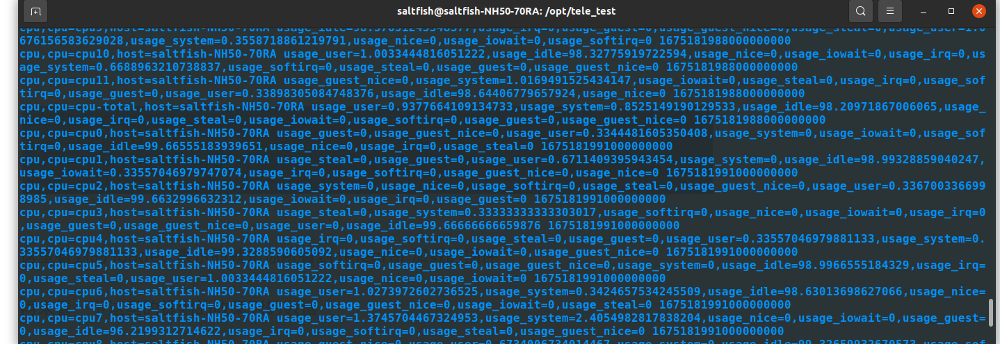 saltfish@saltfish-NH50-70RA: /opt/tele_test
676156583629028,usage_system=0.3558718861219791,usage_nice=0,usage_iowait=0,usage_softirq=0 1675181988000000000
cpu,cpu=cpu10,host=saltfish-NH50-70RA usage_user=1.0033444816051222,usage_idle=98.32775919722594,usage_nice=0,usage_iowait=0,usage_irq=0,us
age_system=0.6688963210738837,usage_softirq=0,usage_steal=0,usage_guest=0,usage_guest_nice=0 1675181988000000000
cpu,cpu=cpu11,host=saltfish-NH50-70RA usage_guest_nice=0,usage_system=1.0169491525434147,usage_iowait=0,usage_steal=0,usage_irq=0,usage_sof
tirq=0,usage_guest=0,usage_user=0.33898305084748376,usage_idle=98.64406779657924,usage_nice=0 1675181988000000000
cpu,cpu=cpu-total,host=saltfish-NH50-70RA usage_user=0.9377664109134733,usage_system=0.8525149190129533,usage_idle=98.20971867006065,usage_
nice=0,usage_irq=0,usage_steal=0,usage_iowait=0,usage_softirq=0,usage_guest=0,usage_guest_nice=0 1675181988000000000
cpu,cpu=cpu0,host=saltfish-NH50-70RA usage_guest=0,usage_guest_nice=0,usage_user=0.3344481605350408,usage_system=0,usage_iowait=0,usage_sof
tirq=0,usage_idle=99.66555183939651,usage_nice=0,usage_irq=0,usage_steal=0 1675181991000000000
cpu,cpu=cpu1,host=saltfish-NH50-70RA usage_steal=0,usage_guest=0,usage_user=0.6711409395943454,usage_system=0,usage_idle=98.99328859040247,
usage_iowait=0.33557046979747074,usage_irq=0,usage_softirq=0,usage_guest_nice=0,usage_nice=0 1675181991000000000
cpu,cpu=cpu2,host=saltfish-NH50-70RA usage_system=0,usage_nice=0,usage_softirq=0,usage_steal=0,usage_guest_nice=0,usage_user=0.336700336699
8985,usage_idle=99.6632996632312,usage_iowait=0,usage_irq=0,usage_guest=0 1675181991000000000
cpu,cpu=cpu3,host=saltfish-NH50-70RA usage_steal=0,usage_system=0.33333333333303017,usage_softirq=0,usage_nice=0,usage_iowait=0,usage_irq=0
,usage_guest=0,usage_guest_nice=0,usage_user=0,usage_idle=99.66666666659876 1675181991000000000
cpu,cpu=cpu4,host=saltfish-NH50-70RA usage_irq=0,usage_softirq=0,usage_steal=0,usage_guest=0,usage_user=0.33557046979881133,usage_system=0.
33557046979881133,usage_idle=99.3288590605092,usage_nice=0,usage_iowait=0,usage_guest_nice=0 1675181991000000000
cpu,cpu=cpu5,host=saltfish-NH50-70RA usage_softirq=0,usage_guest=0,usage_guest_nice=0,usage_system=0,usage_idle=98.9966555184329,usage_irq=
0,usage_steal=0,usage_user=1.0033444816051222,usage_nice=0,usage_iowait=0 1675181991000000000
cpu,cpu=cpu6,host=saltfish-NH50-70RA usage_user=1.0273972602736525,usage_system=0.3424657534245509,usage_idle=98.63013698627066,usage_nice=
0,usage_irq=0,usage_softirq=0,usage_guest=0,usage_guest_nice=0,usage_iowait=0,usage_steal=0 1675181991000000000
cpu,cpu=cpu7,host=saltfish-NH50-70RA usage_user=1.3745704467324953,usage_system=2.4054982817838204,usage_nice=0,usage_iowait=0,usage_guest=
0,usage_idle=96.2199312714622,usage_irq=0,usage_softirq=0,usage_steal=0,usage_guest_nice=0 1675181991000000000